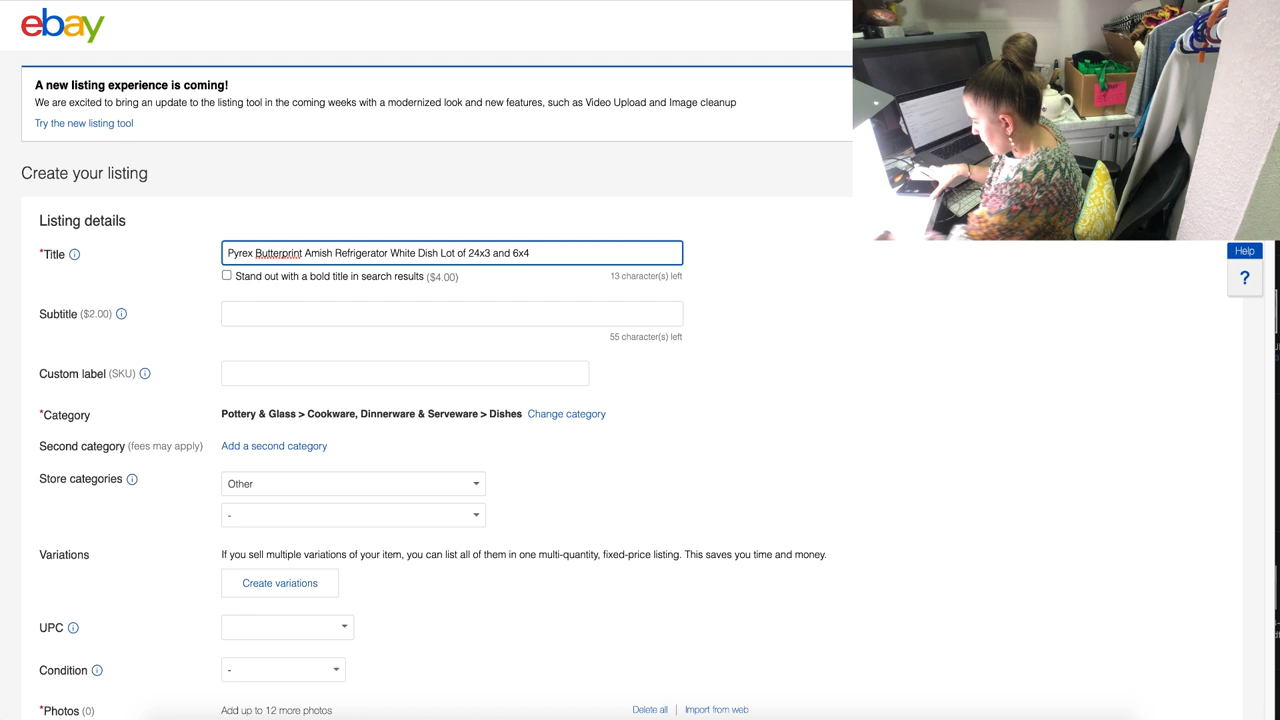 ebay
A new listing experience is coming!
We are excited to bring an update to the listing tool in the coming weeks with a modernized look and new features, such as Video Upload and Image cleanup
Try the new listing tool
Create your listing
Listing details
*Title
Pyrex Butterprint Amish Refrigerator White Dish Lot of 24x3 and 6x4
Stand out with a bold title in search results ($4.00)
13 character(s) left
Help
?
Subtitle ($2.00)
55 character(s) left
Custom label (SKU)
*Category
Pottery & Glass > Cookware, Dinnerware & Serveware > Dishes Change category
Second category (fees may apply)
Add a second category
Store categories
Other
-
Variations
If you sell multiple variations of your item, you can list all of them in one multi-quantity, fixed-price listing. This saves you time and money.
Create variations
UPC
Condition
-
*Photos (0)
Add up to 12 more photos
Delete all | Import from web